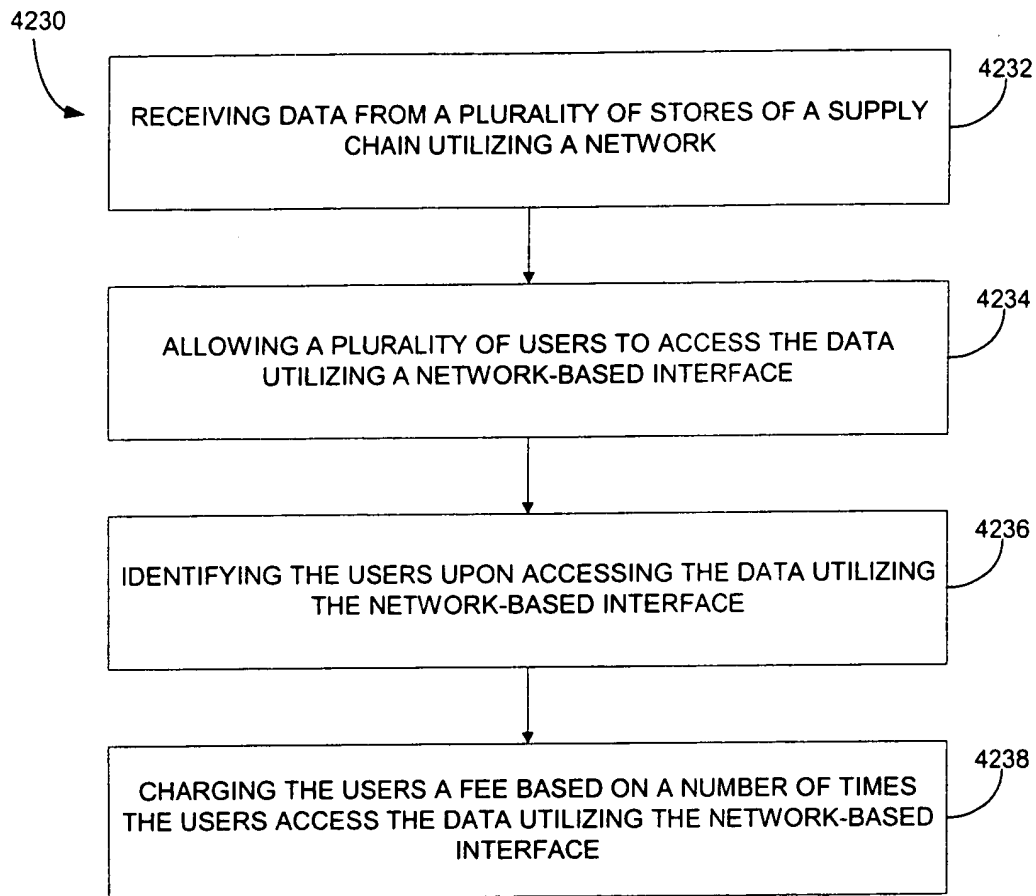 4230
4232
RECEIVING DATA FROM A PLURALITY OF STORES OF A SUPPLY
CHAIN UTILIZING A NETWORK
4234
ALLOWING A PLURALITY OF USERS TO ACCESS THE DATA
UTILIZING A NETWORK-BASED INTERFACE
4236
IDENTIFYING THE USERS UPON ACCESSING THE DATA UTILIZING
THE NETWORK-BASED INTERFACE
4238
CHARGING THE USERS A FEE BASED ON A NUMBER OF TIMES
THE USERS ACCESS THE DATA UTILIZING THE NETWORK-BASED
INTERFACE